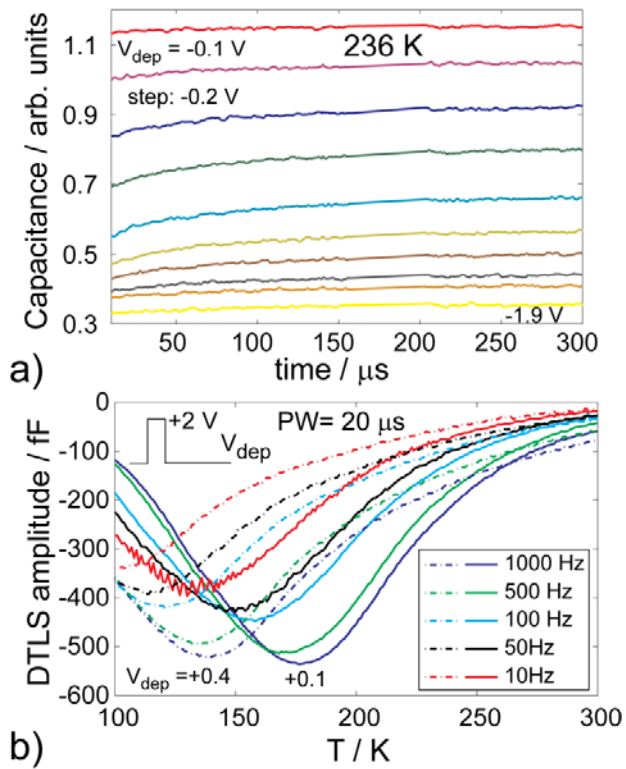 1.1
0.9
0.7
0.5
0.3
Capacitance / arb. units
V_dep = -0.1 V
236 K
step: -0.2 V
-1.9 V
50 100 150 200 250 300
time / μs
a)
0
-100
-200
-300
-400
-500
-600
DTLS amplitude / fF
+2 V
PW= 20 μs
V_dep
1000 Hz
500 Hz
100 Hz
50Hz
10Hz
V_dep =+0.4
+0.1
100 150 200 250 300
T / K
b)